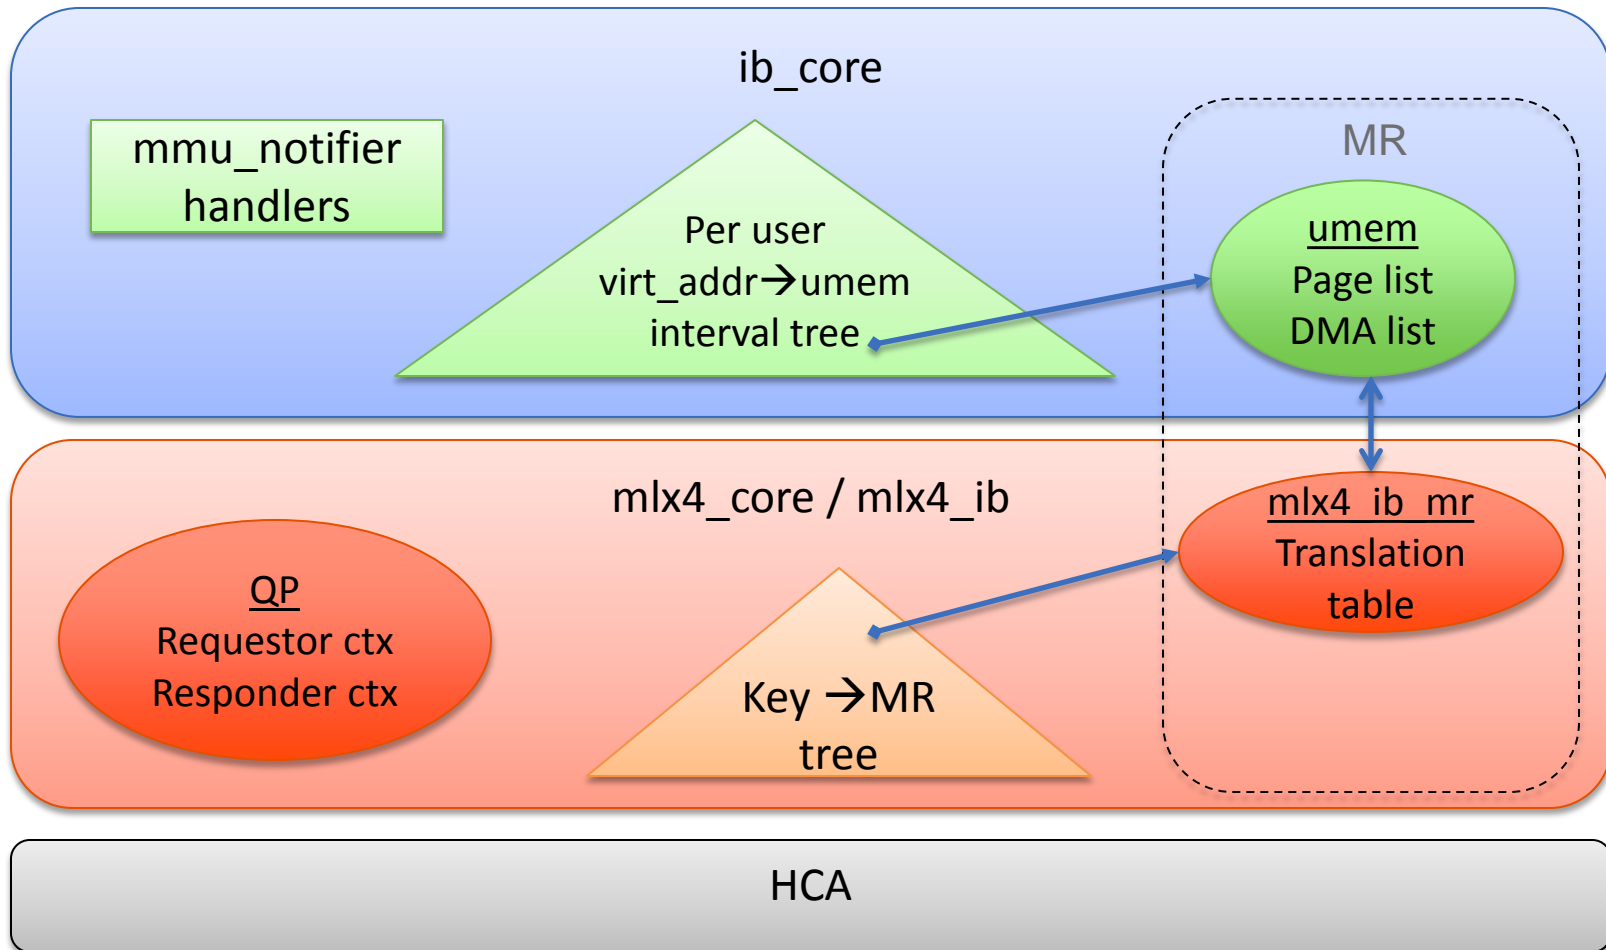 ib_core
mmu_notifier
handlers
Per user
virt_addr→umem
interval tree
MR
umem
Page list
DMA list
mlx4_core / mlx4_ib
QP
Requestor ctx
Responder ctx
Key →MR
tree
mlx4_ib_mr
Translation
table
HCA